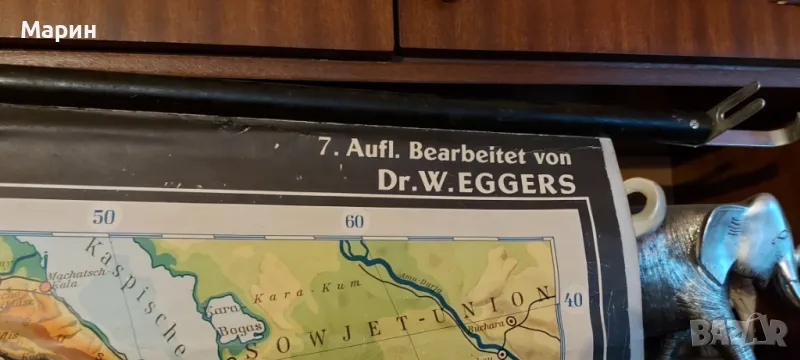 Марин
7. Aufl. Bearbeitet von
Dr. W. EGGERS
50
60
40
Machatsch-
Kala
Kaspische
Kara
Bogas
Kara-Kum
Amu-Darja
SOWJET-UNION
Buchara
BAZAR